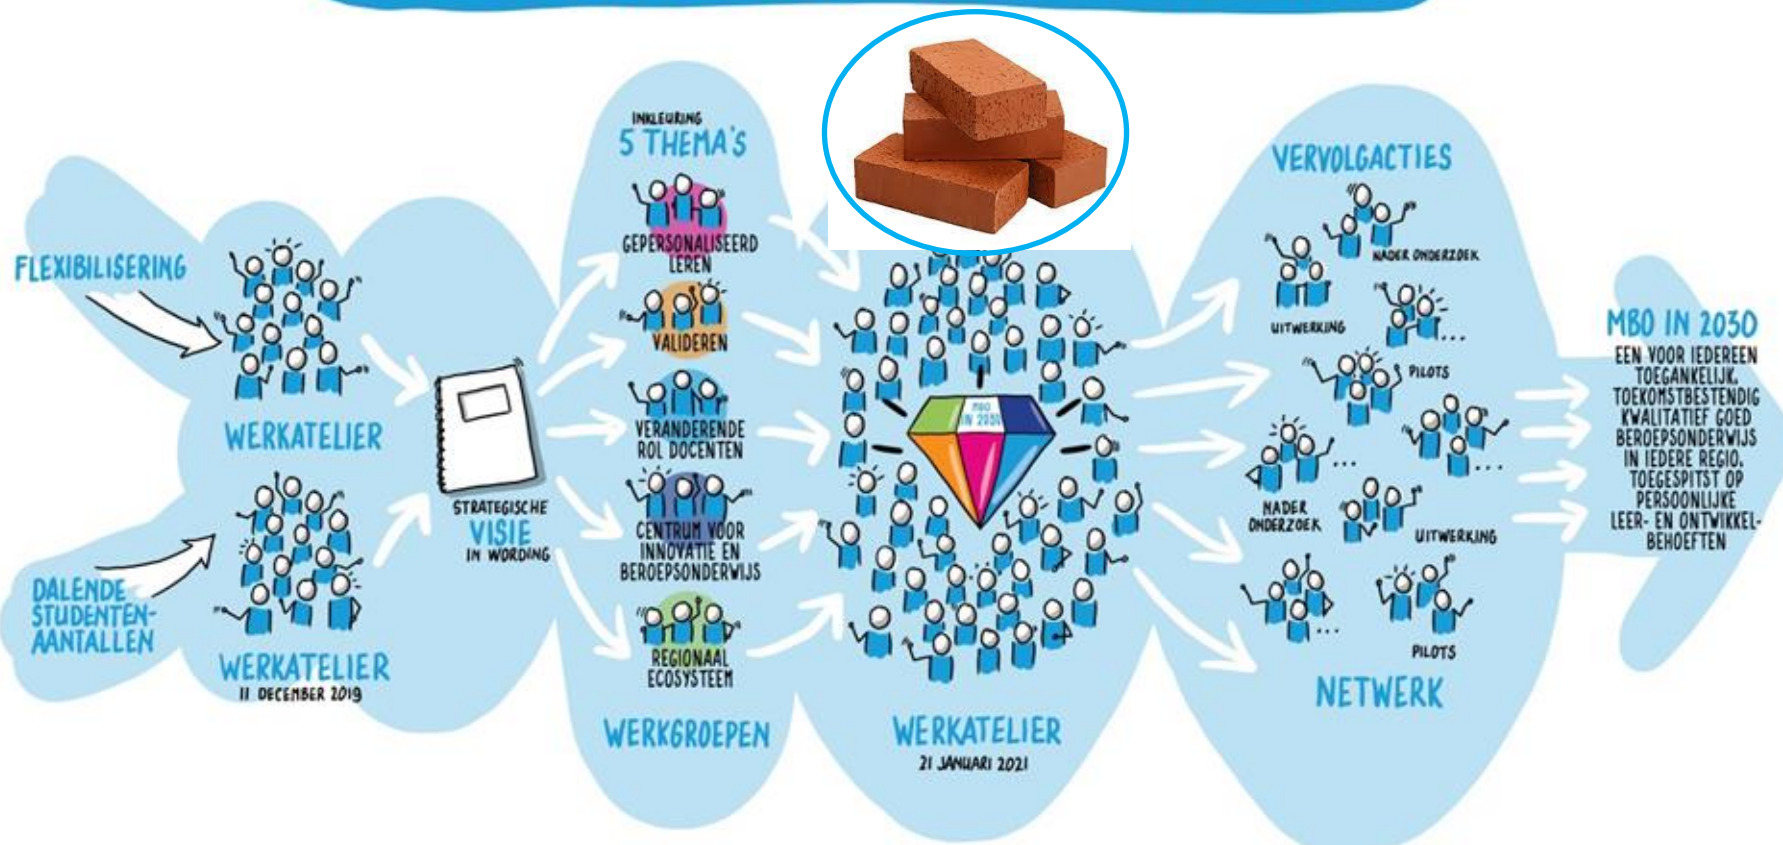 FLEXIBILISERING
WERKATELIER
DALENDE
STUDENTEN-
AANTALLEN
WERKATELIER
11 DECEMBER 2019
STRATEGISCHE
VISIE
IN WORDING
INKLEURING
5 THEMA'S
GEPERSONALISEERD
LEREN
VALIDEREN
VERANDERENDE
ROL DOCENTEN
CENTRUM VOOR
INNOVATIE EN
BEROEPSONDERWIJS
REGIONAAL
ECOSYSTEEM
WERKGROEPEN
MBO
IN 2030
WERKATELIER
21 JANUARI 2021
VERVOLGACTIES
NADER ONDERZOEK
UITWERKING
...
PILOTS
...
...
NADER
ONDERZOEK
UITWERKING
...
PILOTS
NETWERK
MBO IN 2030
EEN VOOR IEDEREEN
TOEGANKELIJK,
TOEKOMSTBESTENDIG
KWALITATIEF GOED
BEROEPSONDERWIJS
IN IEDERE REGIO,
TOEGESPITST OP
PERSOONLIJKE
LEER- EN ONTWIKKEL-
BEHOEFTEN